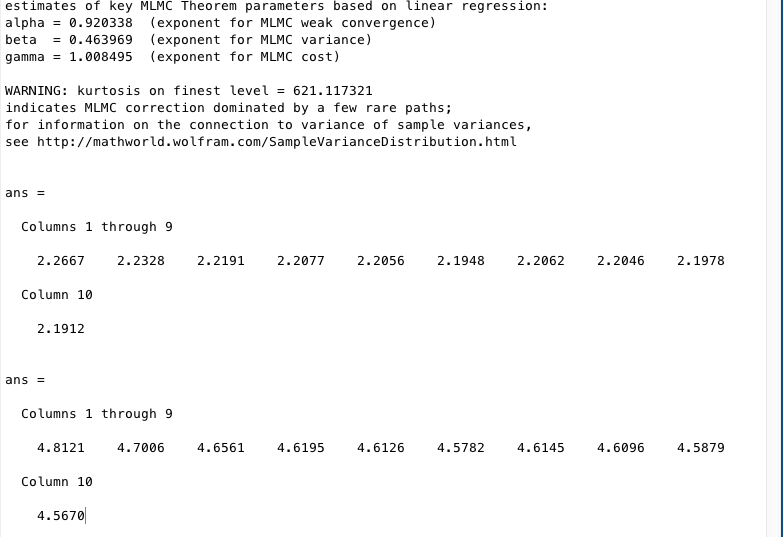 estimates of key MLMC Theorem parameters based on linear regression:
alpha = 0.920338  (exponent for MLMC weak convergence)
beta  = 0.463969  (exponent for MLMC variance)
gamma = 1.008495  (exponent for MLMC cost)
WARNING: kurtosis on finest level = 621.117321
indicates MLMC correction dominated by a few rare paths;
for information on the connection to variance of sample variances,
see http://mathworld.wolfram.com/SampleVarianceDistribution.html
ans =
Columns 1 through 9
2.2667    2.2328    2.2191    2.2077    2.2056    2.1948    2.2062    2.2046    2.1978
Column 10
2.1912
ans =
Columns 1 through 9
4.8121    4.7006    4.6561    4.6195    4.6126    4.5782    4.6145    4.6096    4.5879
Column 10
4.5670